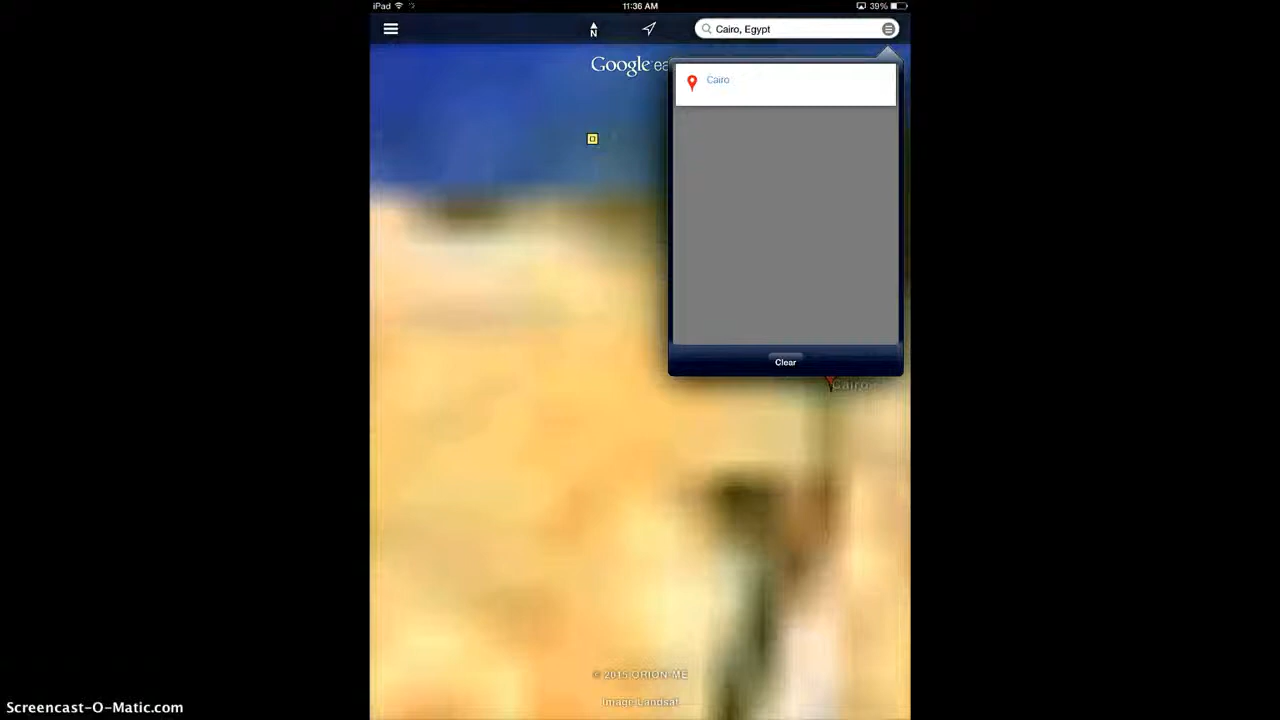 iPad 11:36 AM 39%
N Cairo, Egypt
Google ea
Cairo
Clear
Cairo
© 2015 ORION-ME
Image Landsat
Screencast-O-Matic.com